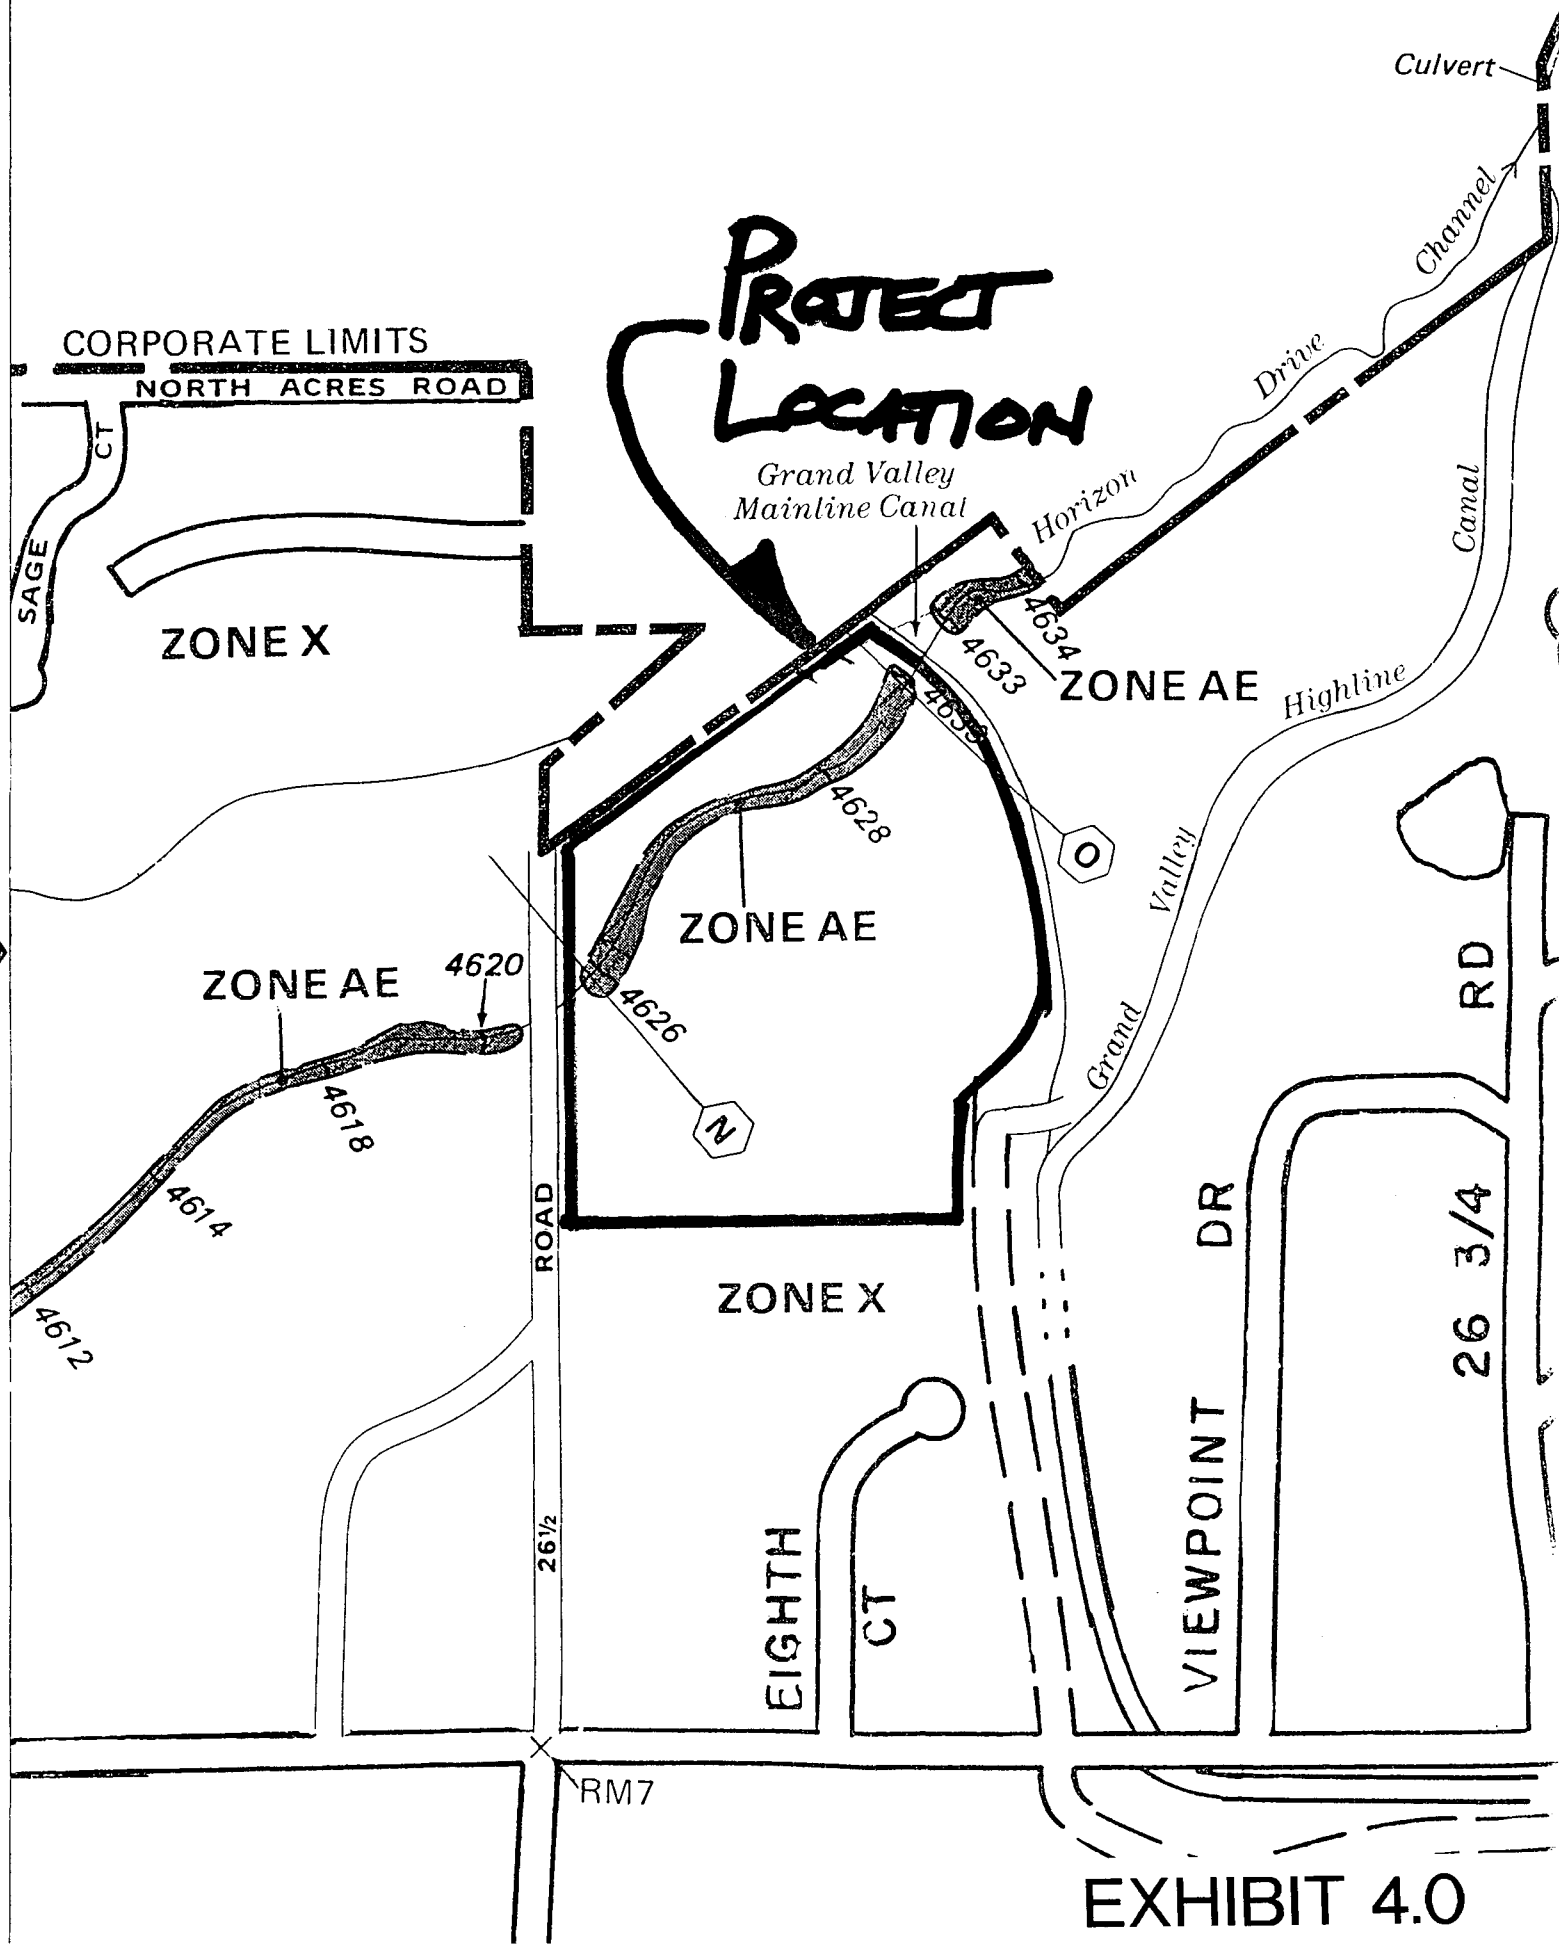 Culvert
PROJECT
LOCATION
CORPORATE LIMITS
NORTH ACRES ROAD
CT
SAGE
Grand Valley
Mainline Canal
Horizon Drive Channel
ZONE X
4634
4633
ZONE AE
4633
Grand Valley Highline Canal
4628
O
ZONE AE
4626
ZONE AE
4620
4618
4614
4612
N
ROAD
26½
ZONE X
EIGHTH
CT
VIEWPOINT DR
26 3/4 RD
RM7
EXHIBIT 4.0